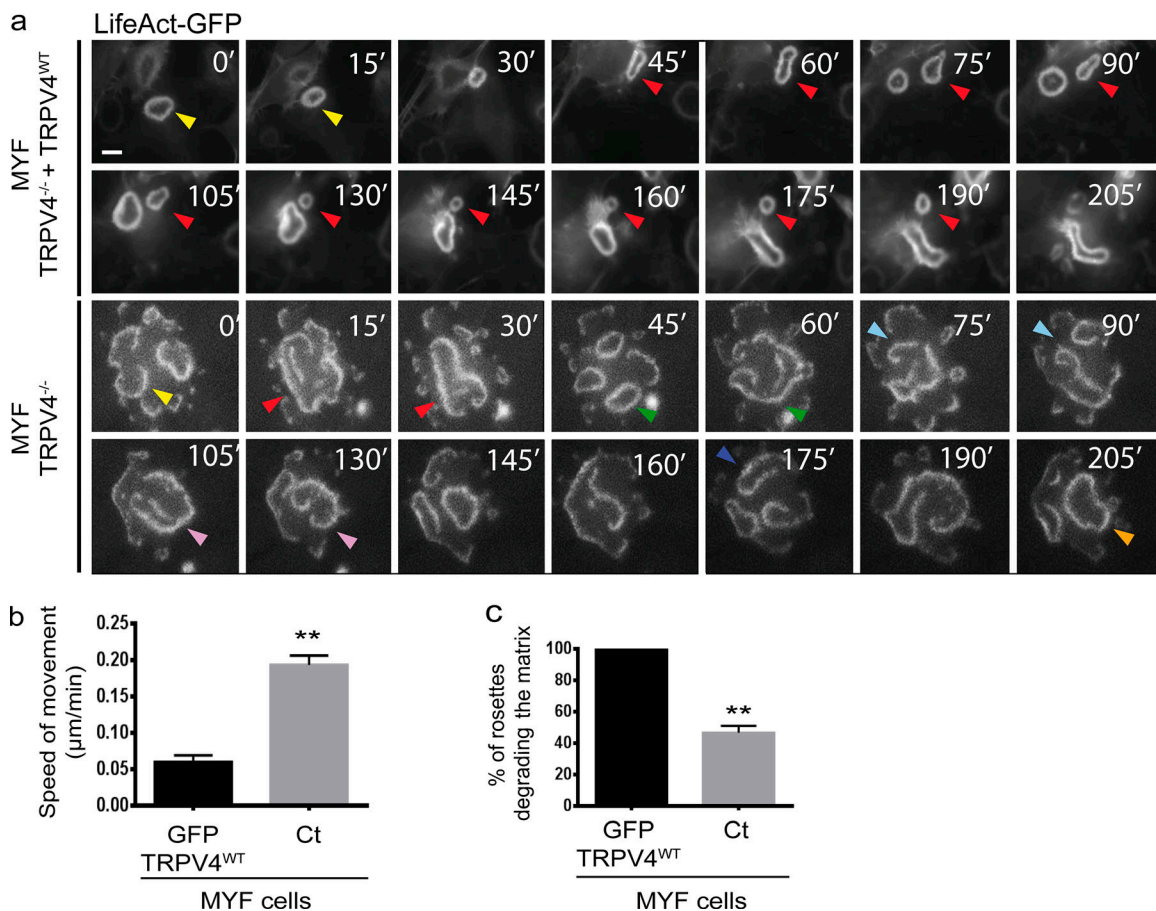 a
LifeAct-GFP
MYF
TRPV4-/- + TRPV4WT
0′ 15′ 30′ 45′ 60′ 75′ 90′
105′ 130′ 145′ 160′ 175′ 190′ 205′
MYF
TRPV4-/-
0′ 15′ 30′ 45′ 60′ 75′ 90′
105′ 130′ 145′ 160′ 175′ 190′ 205′
b
Speed of movement
(µm/min)
0.25
0.20
0.15
0.10
0.05
0.00
**
GFP
TRPV4WT
Ct
MYF cells
c
% of rosettes
degrading the matrix
100
80
60
40
20
0
**
GFP
TRPV4WT
Ct
MYF cells